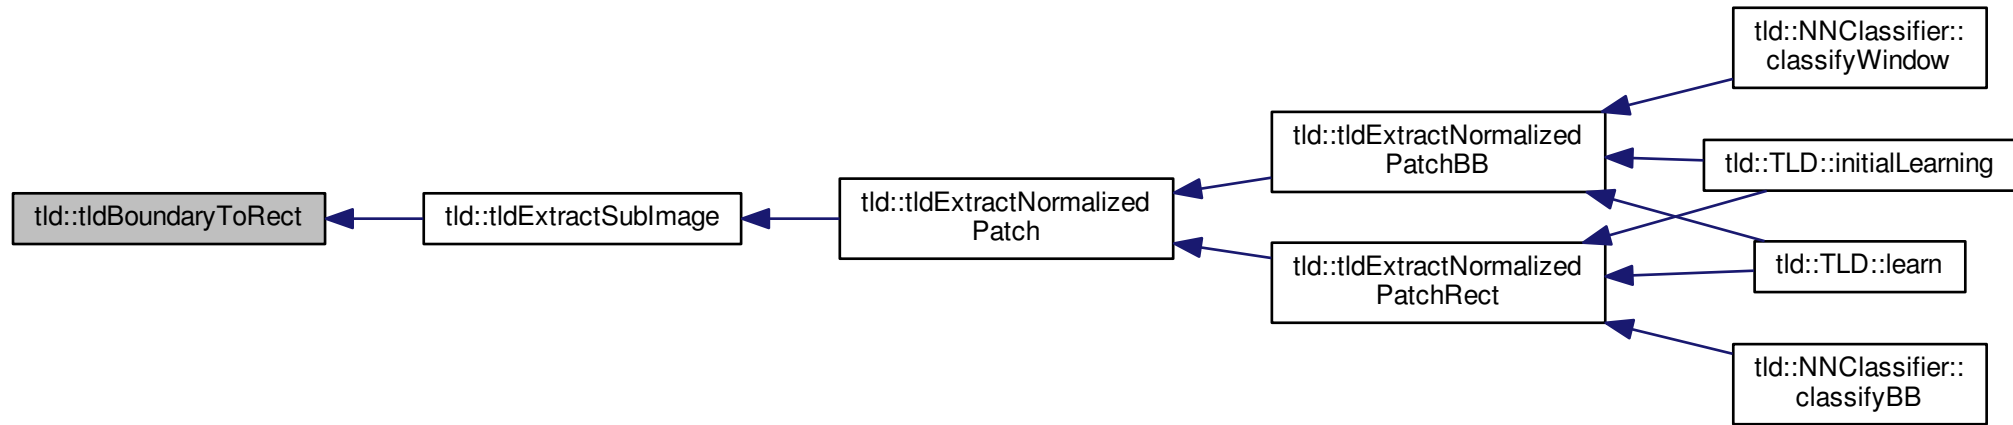 tld::tldBoundaryToRect
tld::tldExtractSubImage
tld::tldExtractNormalized
Patch
tld::tldExtractNormalized
PatchBB
tld::tldExtractNormalized
PatchRect
tld::NNClassifier::
classifyWindow
tld::TLD::initialLearning
tld::TLD::learn
tld::NNClassifier::
classifyBB